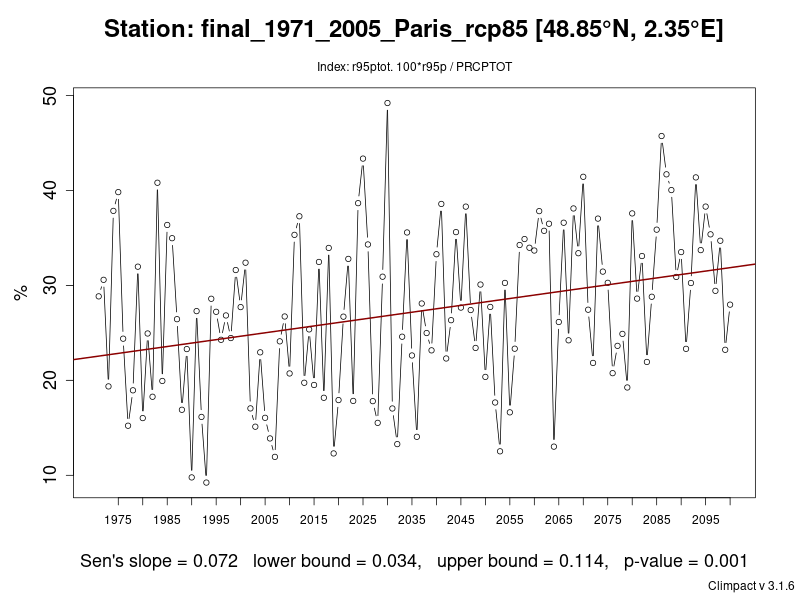 Station: final_1971_2005_Paris_rcp85 [48.85°N, 2.35°E]
Index: r95ptot. 100*r95p / PRCPTOT
50
40
30
20
10
%
1975 1985 1995 2005 2015 2025 2035 2045 2055 2065 2075 2085 2095
Sen's slope = 0.072 lower bound = 0.034, upper bound = 0.114, p-value = 0.001
Climpact v 3.1.6